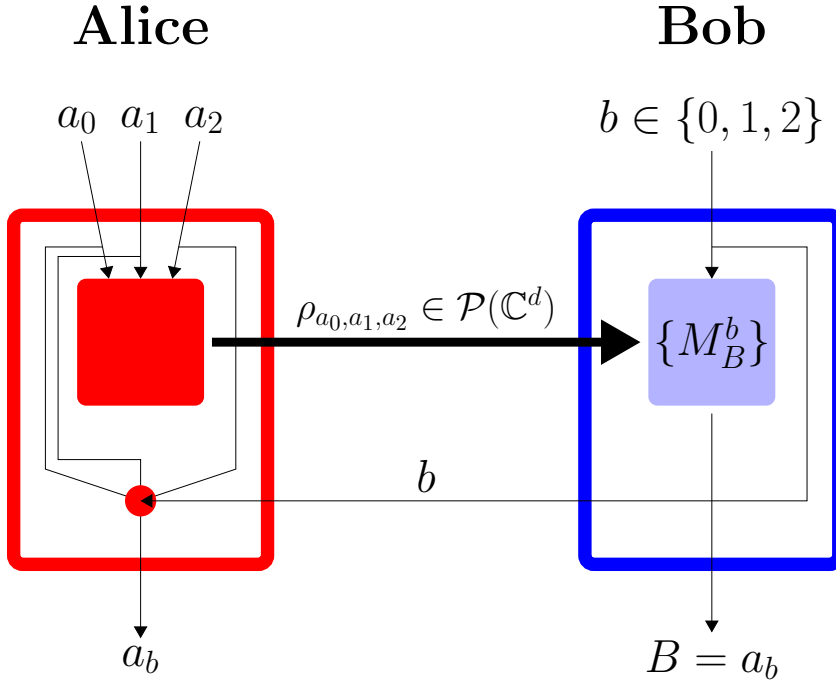 Alice Bob
a_0 a_1 a_2 b ∈ {0, 1, 2}
ρ_{a_0,a_1,a_2} ∈ 𝒫(ℂ^d)
{M_B^b}
b
a_b B = a_b